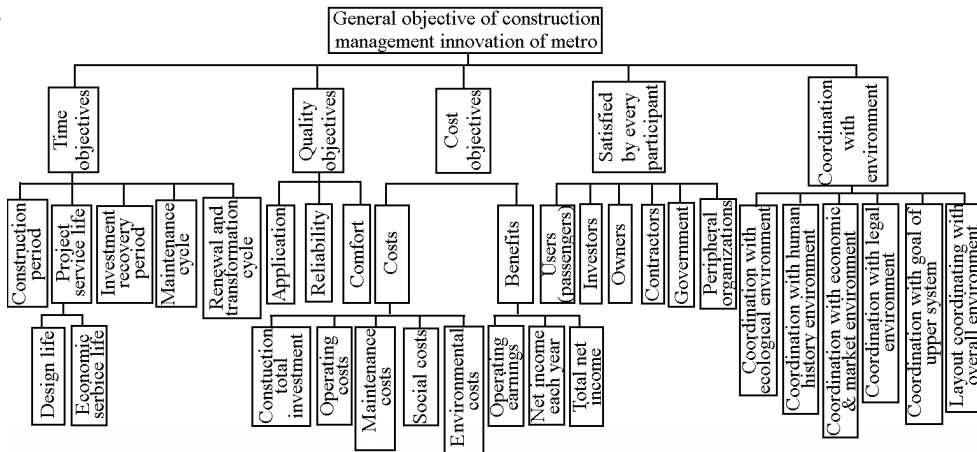 General objective of construction
management innovation of metro
Time
objectives
Quality
objectives
Cost
objectives
Satisfied
by every
participant
Coordination
with
environment
Construction
period
Project
service life
Investment
recovery period
Maintenance
cycle
Renewal and
transformation
cycle
Application
Reliability
Comfort
Costs
Benefits
Users
(passengers)
Investors
Owners
Contractors
Government
Peripheral
organizations
Coordination with
ecological environment
Coordination with human
history environment
Coordination with economic
& market environment
Coordination with legal
environment
Coordination with goal of
upper system
Layout coordinating with
overall environment
Design life
Economic
serbice life
Constuction
total
investment
Operating
costs
Maintenance
costs
Social costs
Environmental
costs
Operating
earnings
Net income
each year
Total net
income